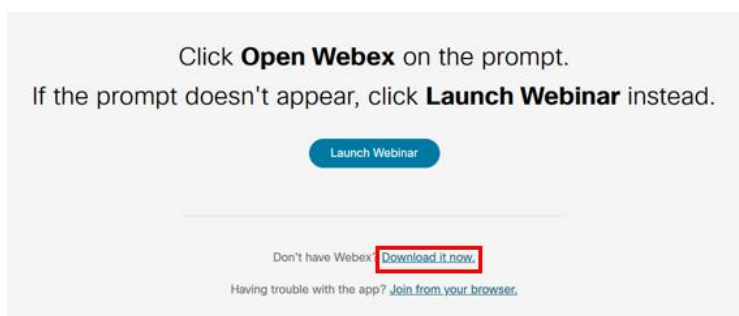 Click Open Webex on the prompt.
If the prompt doesn't appear, click Launch Webinar instead.
Launch Webinar
Don't have Webex? Download it now.
Having trouble with the app? Join from your browser.